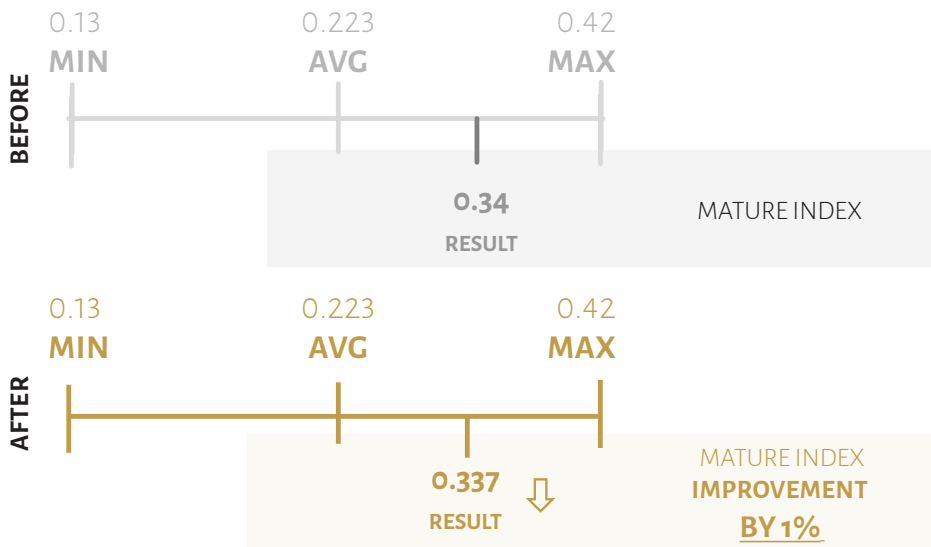 0.13 0.223 0.42
MIN AVG MAX
BEFORE
0.34
RESULT
MATURE INDEX
0.13 0.223 0.42
MIN AVG MAX
AFTER
0.337
RESULT
MATURE INDEX
IMPROVEMENT
BY 1%